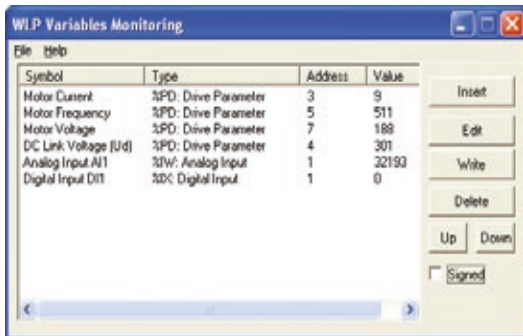 WLP Variables Monitoring
File Help
Symbol Type Address Value
Motor Current %PD: Drive Parameter 3 9
Motor Frequency %PD: Drive Parameter 5 511
Motor Voltage %PD: Drive Parameter 7 188
DC Link Voltage (Ud) %PD: Drive Parameter 4 301
Analog Input AI1 %IW: Analog Input 1 32193
Digital Input DI1 %IX: Digital Input 1 0
Insert
Edit
Write
Delete
Up Down
Signed